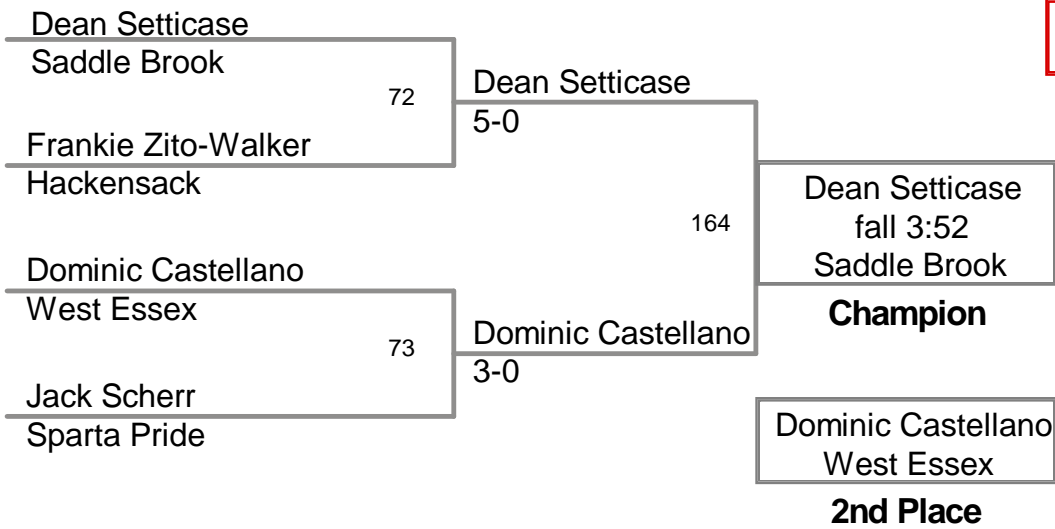 Dean Setticase
Saddle Brook
72
Frankie Zito-Walker
Hackensack
Dean Setticase
5-0
Dominic Castellano
West Essex
73
Jack Scherr
Sparta Pride
Dominic Castellano
3-0
164
Dean Setticase
fall 3:52
Saddle Brook
Champion
Dominic Castellano
West Essex
2nd Place